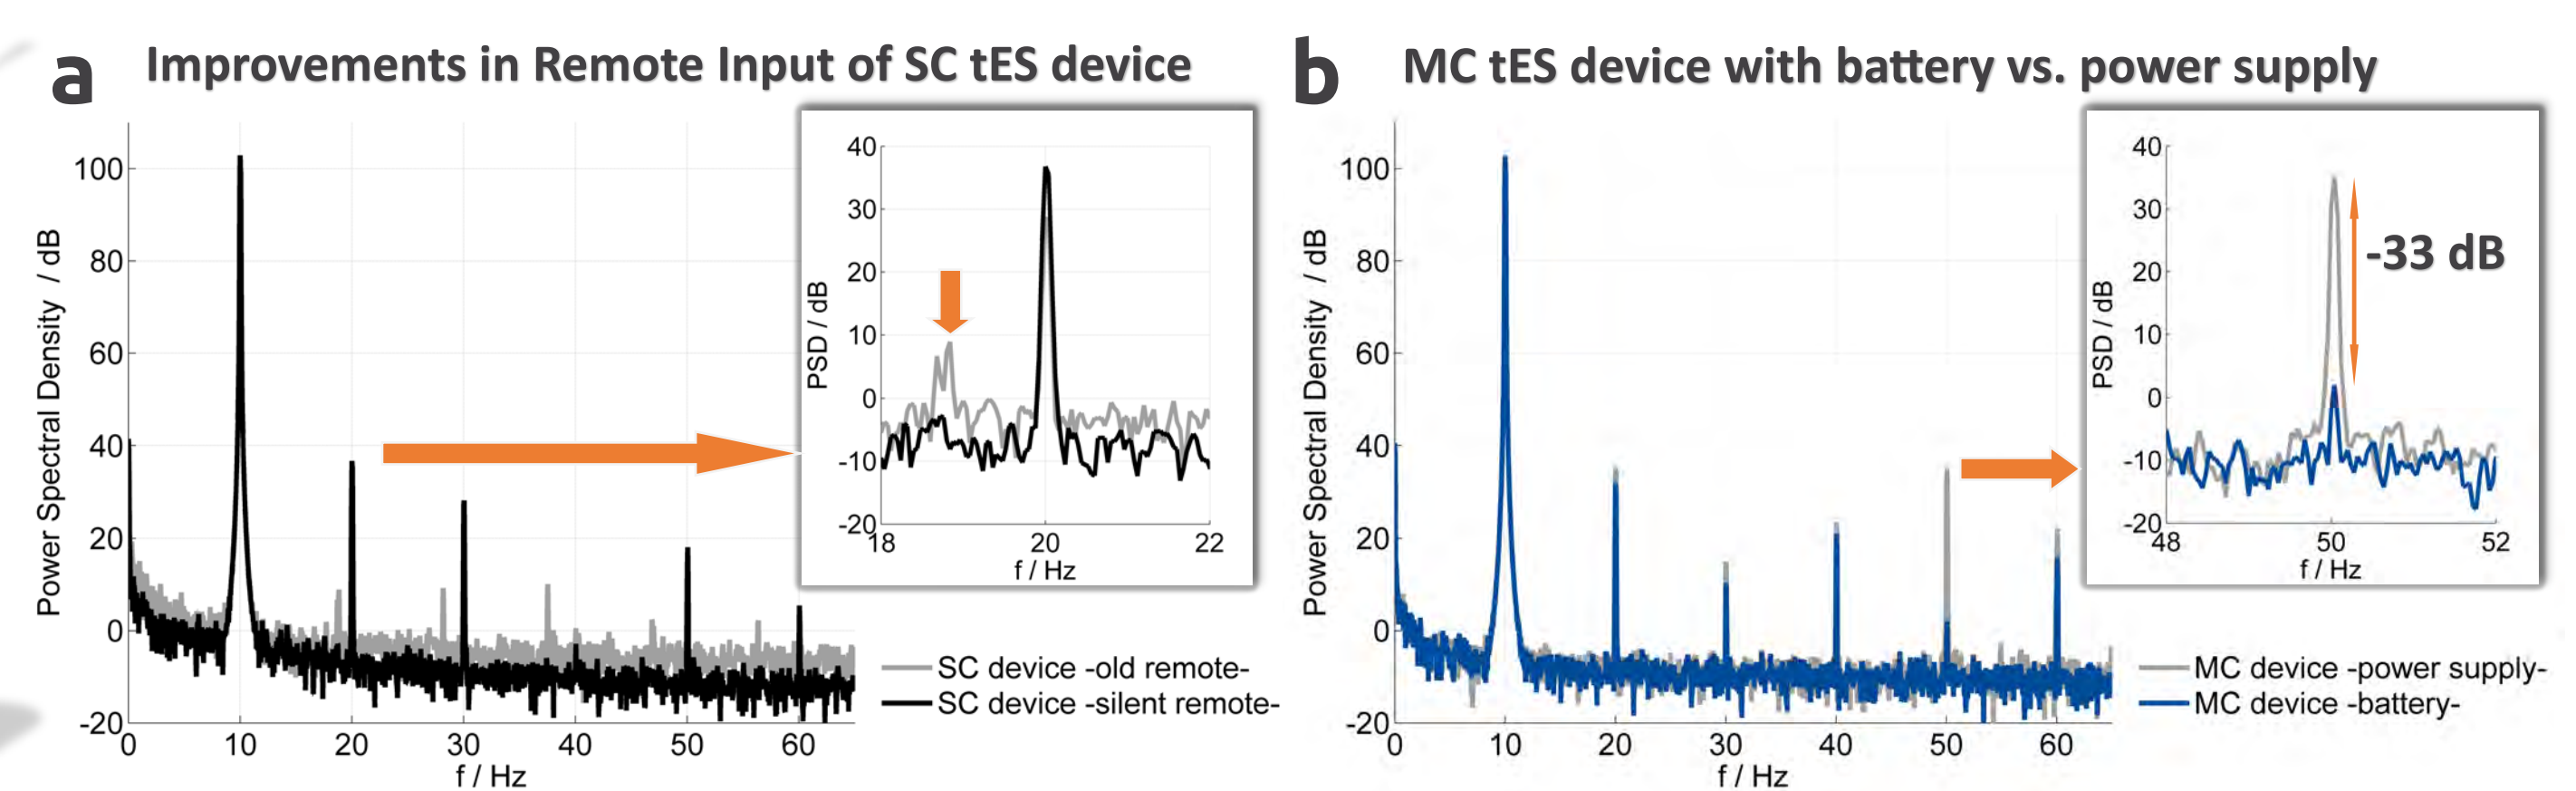 a
Improvements in Remote Input of SC tES device
Power Spectral Density / dB
100
80
60
40
20
0
-20
0 10 20 30 40 50 60
f / Hz
PSD / dB
40
30
20
10
0
-10
-20
18 20 22
f / Hz
SC device -old remote-
SC device -silent remote-
b
MC tES device with battery vs. power supply
Power Spectral Density / dB
100
80
60
40
20
0
-20
0 10 20 30 40 50 60
f / Hz
PSD / dB
40
30
20
10
0
-10
-20
48 50 52
f / Hz
-33 dB
MC device -power supply-
MC device -battery-